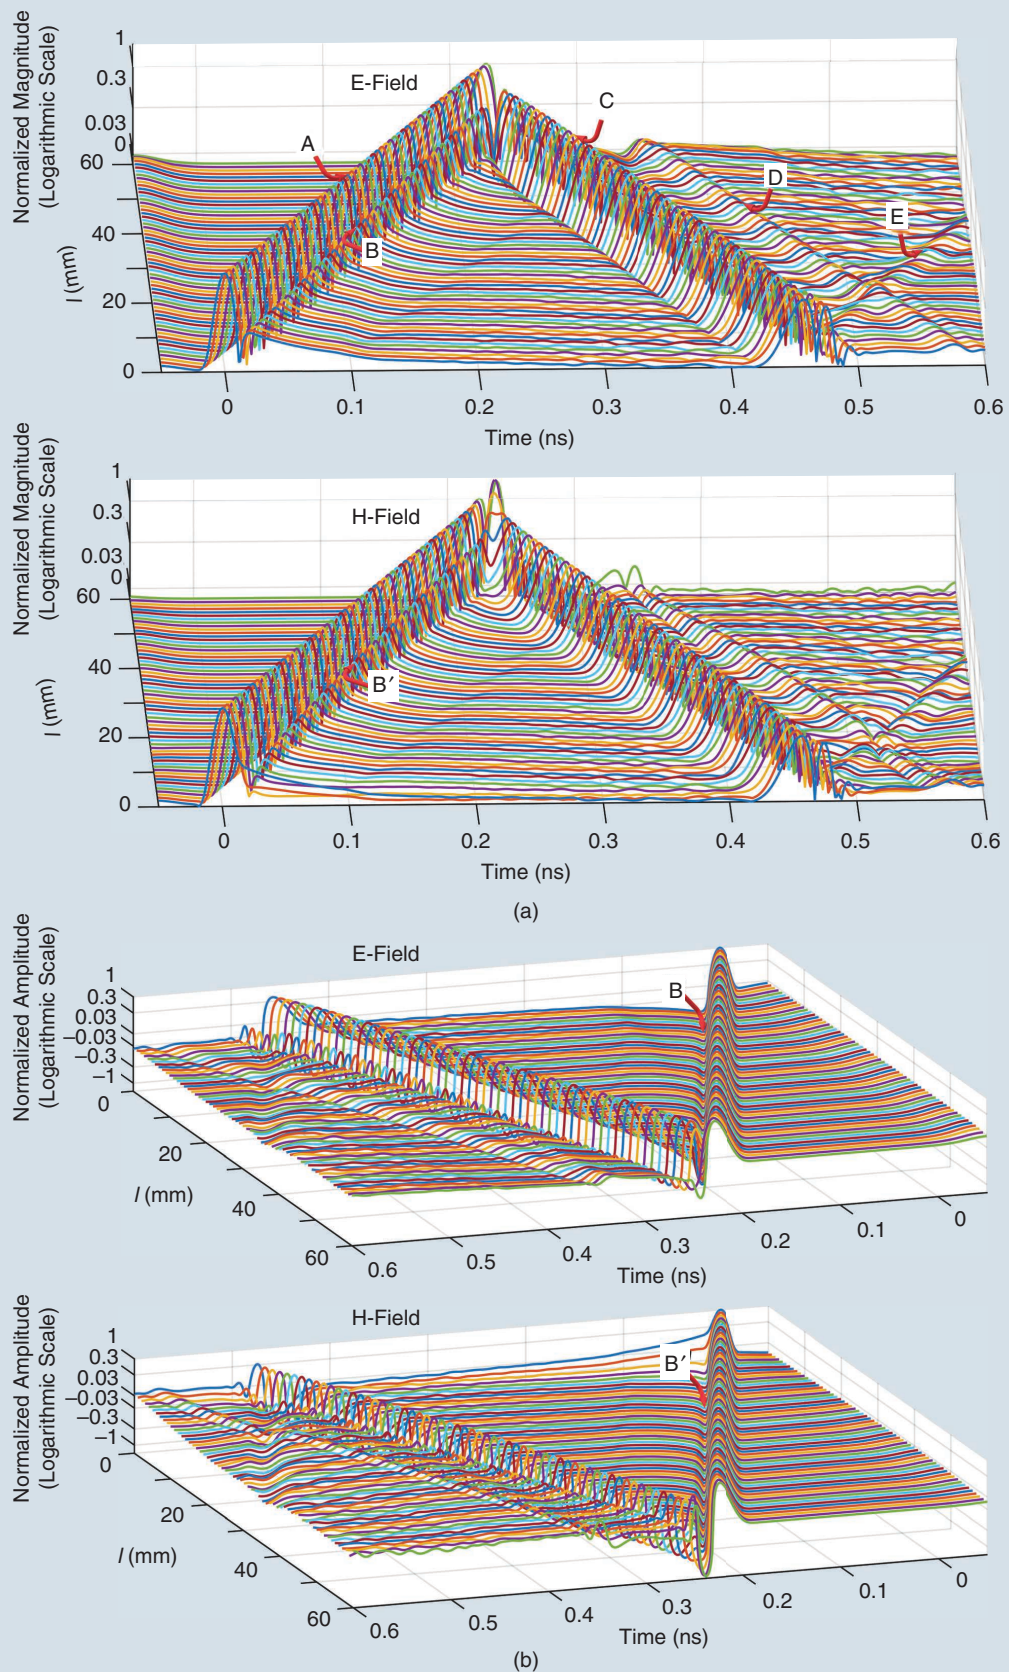 Normalized Magnitude
(Logarithmic Scale)
1
0.3
0.03
0
60
40
20
0
l (mm)
E-Field
A
B
C
D
E
0 0.1 0.2 0.3 0.4 0.5 0.6
Time (ns)
Normalized Magnitude
(Logarithmic Scale)
1
0.3
0.03
0
60
40
20
0
l (mm)
H-Field
B′
0 0.1 0.2 0.3 0.4 0.5 0.6
Time (ns)
(a)
Normalized Amplitude
(Logarithmic Scale)
E-Field
1
0.3
0.03
−0.03
−0.3
−1
B
0
20
40
60
l (mm)
0.6 0.5 0.4 0.3 0.2 0.1 0
Time (ns)
Normalized Amplitude
(Logarithmic Scale)
H-Field
1
0.3
0.03
−0.03
−0.3
−1
B′
0
20
40
60
l (mm)
0.6 0.5 0.4 0.3 0.2 0.1 0
Time (ns)
(b)